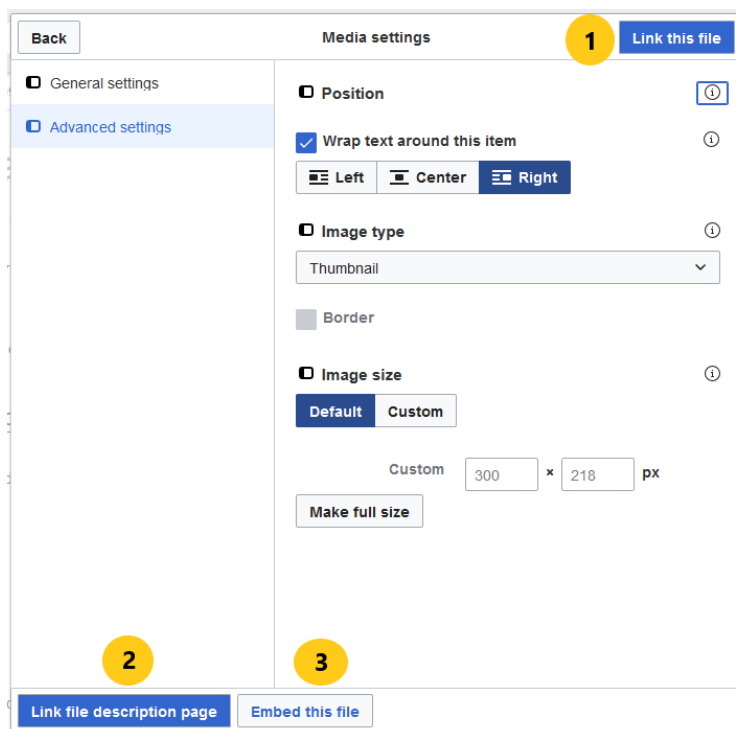 Back
Media settings
1
Link this file
General settings
Advanced settings
Position
Wrap text around this item
Left
Center
Right
Image type
Thumbnail
Border
Image size
Default
Custom
Custom
300
×
218
px
Make full size
2
3
Link file description page
Embed this file